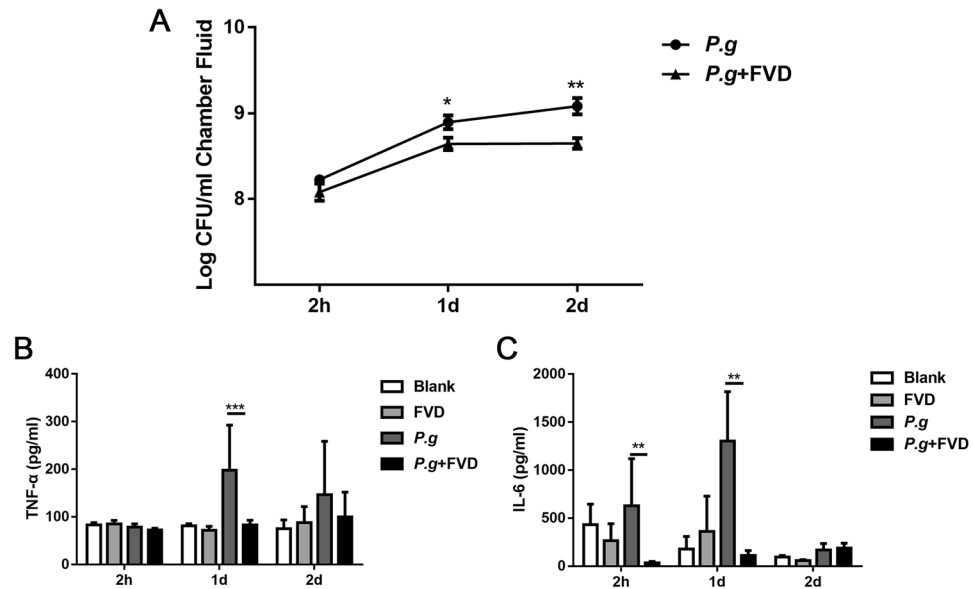 A
Log CFU/ml Chamber Fluid
10
9
8
*
**
2h 1d 2d
P.g
P.g+FVD
B
TNF-α (pg/ml)
400
300
200
100
0
***
2h 1d 2d
Blank
FVD
P.g
P.g+FVD
C
IL-6 (pg/ml)
2000
1500
1000
500
0
**
**
2h 1d 2d
Blank
FVD
P.g
P.g+FVD